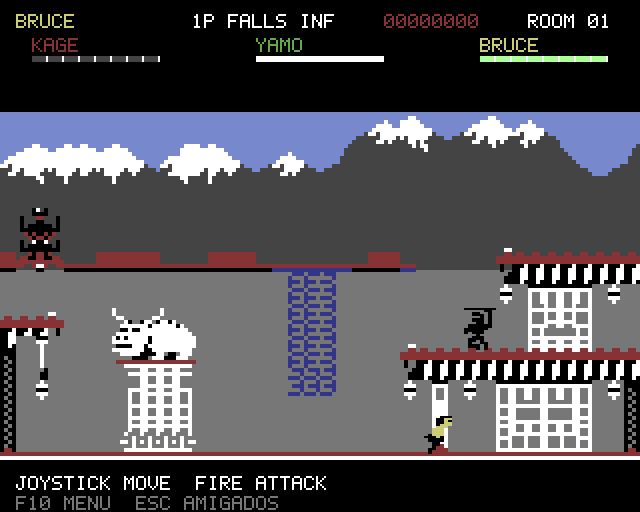 BRUCE 1P FALLS INF 00000000 ROOM 01
KAGE YAMO BRUCE
JOYSTICK MOVE FIRE ATTACK
F10 MENU ESC AMIGADOS